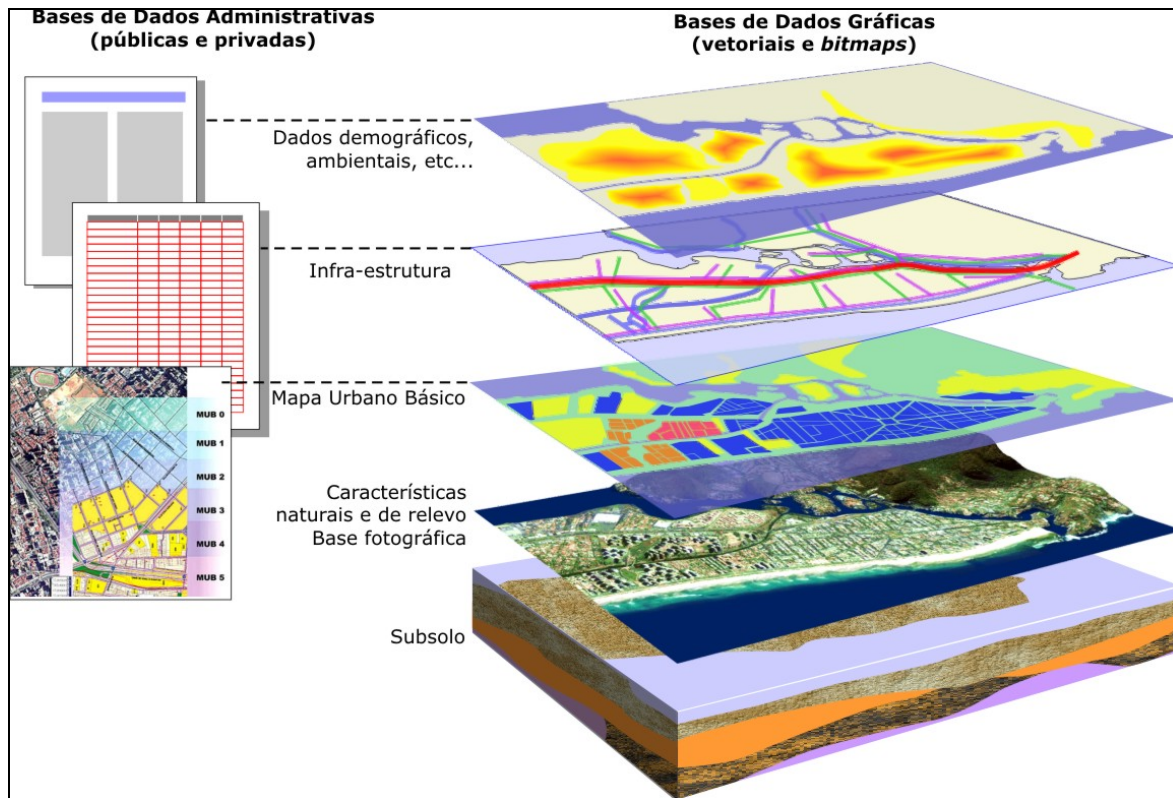 Bases de Dados Administrativas
(públicas e privadas)
Bases de Dados Gráficas
(vetoriais e bitmaps)
Dados demográficos,
ambientais, etc...
Infra-estrutura
Mapa Urbano Básico
MUB 0
MUB 1
MUB 2
MUB 3
MUB 4
MUB 5
Características
naturais e de relevo
Base fotográfica
Subsolo